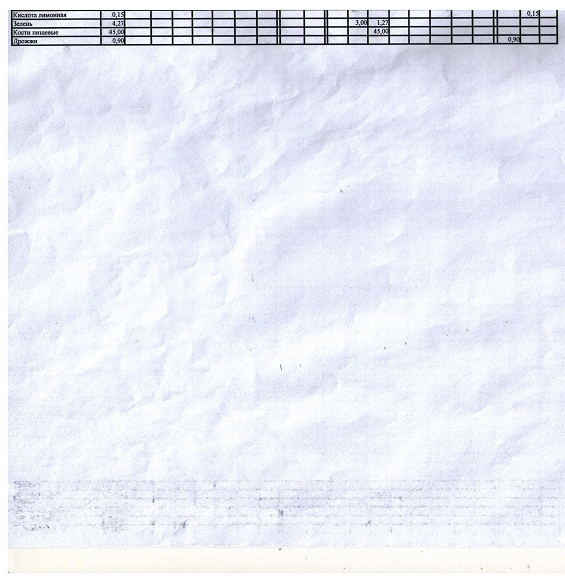 Кислота лимонная 0,15 0,15
Зелень 4,27 3,00 1,27
Кости пищевые 45,00 45,00
Дрожжи 0,90 0,90